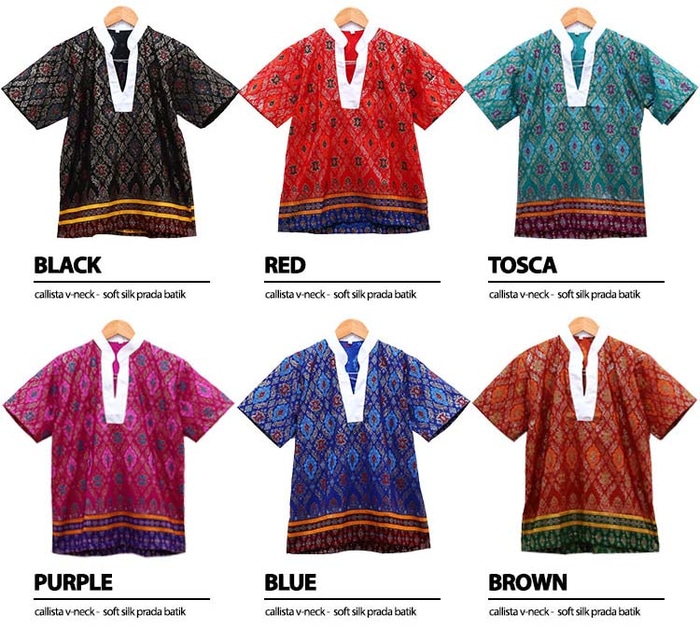 BLACK
callista v-neck - soft silk prada batik
RED
callista v-neck - soft silk prada batik
TOSCA
callista v-neck - soft silk prada batik
PURPLE
callista v-neck - soft silk prada batik
BLUE
callista v-neck - soft silk prada batik
BROWN
callista v-neck - soft silk prada batik